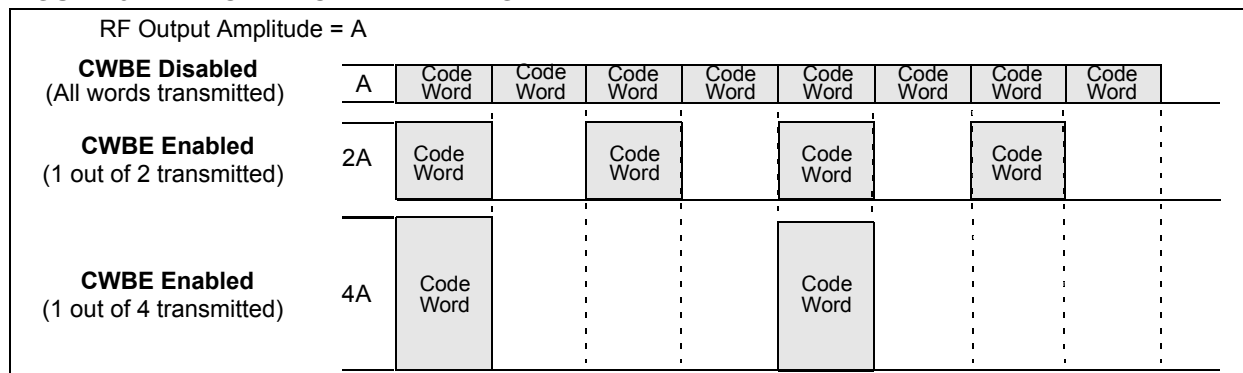 RF Output Amplitude = A
CWBE Disabled
(All words transmitted)
A
Code Word
Code Word
Code Word
Code Word
Code Word
Code Word
Code Word
Code Word
CWBE Enabled
(1 out of 2 transmitted)
2A
Code
Word
Code
Word
Code
Word
Code
Word
CWBE Enabled
(1 out of 4 transmitted)
4A
Code
Word
Code
Word